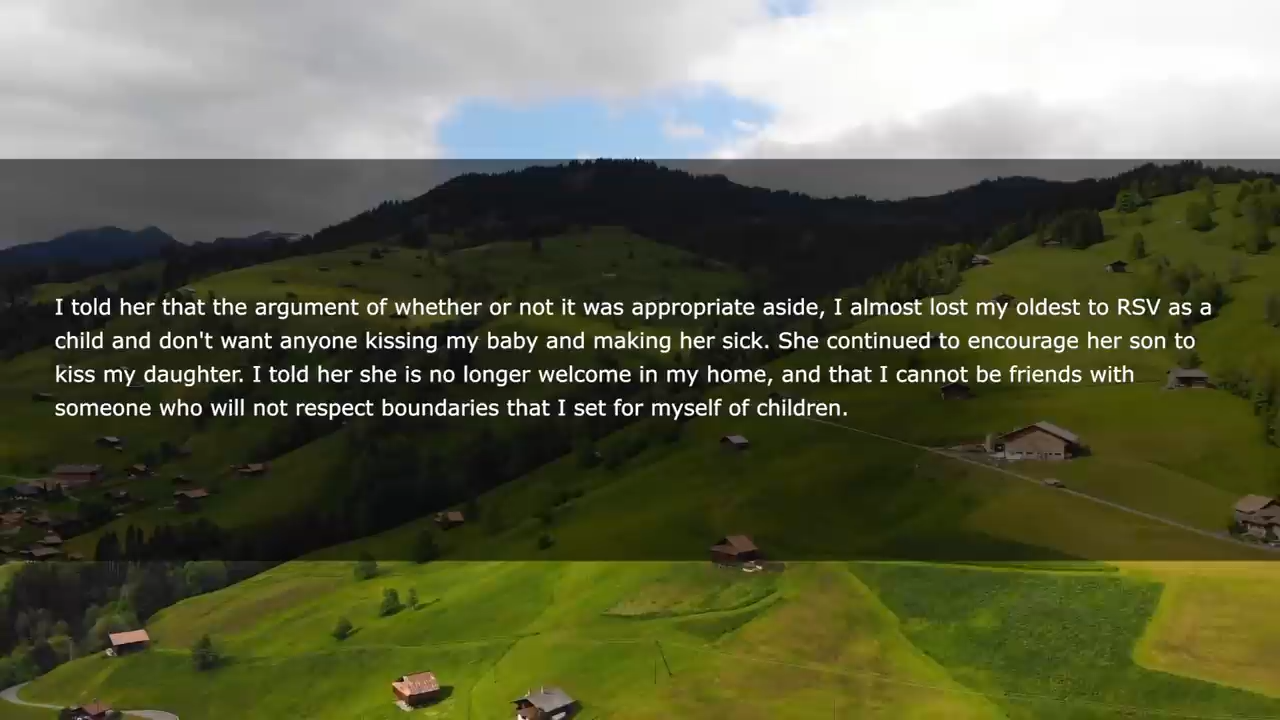 I told her that the argument of whether or not it was appropriate aside, I almost lost my oldest to RSV as a
child and don't want anyone kissing my baby and making her sick. She continued to encourage her son to
kiss my daughter. I told her she is no longer welcome in my home, and that I cannot be friends with
someone who will not respect boundaries that I set for myself of children.